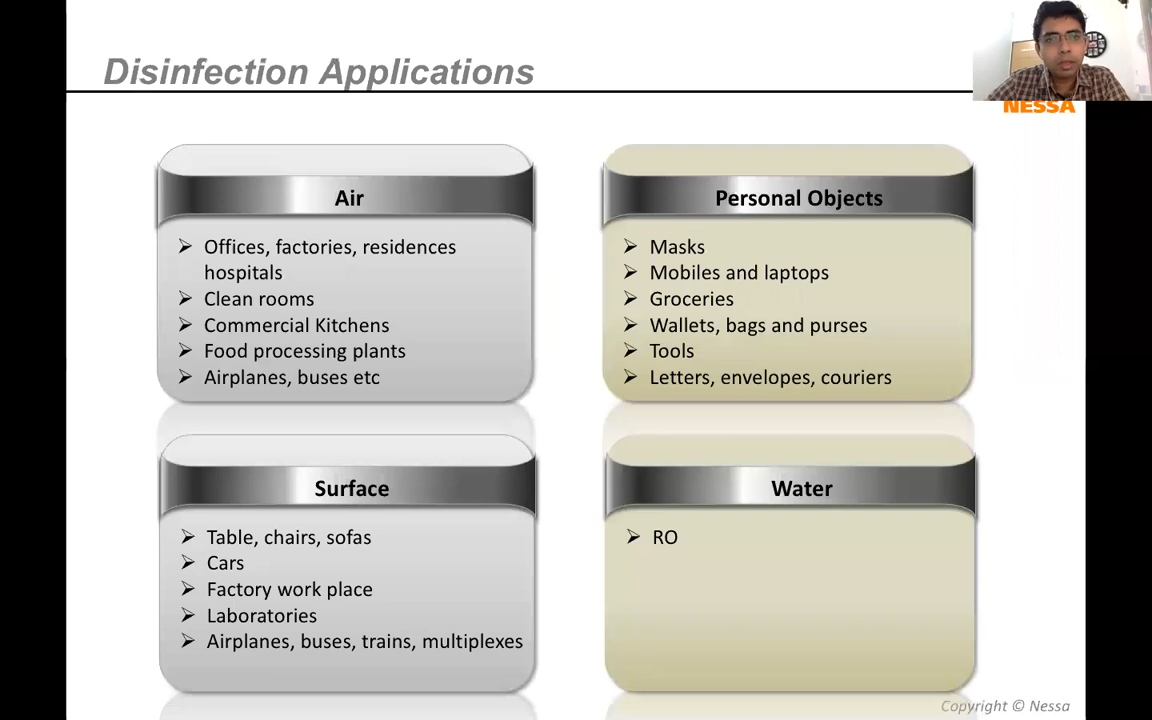 Disinfection Applications
NESSA
Air
➢ Offices, factories, residences
hospitals
➢ Clean rooms
➢ Commercial Kitchens
➢ Food processing plants
➢ Airplanes, buses etc
Personal Objects
➢ Masks
➢ Mobiles and laptops
➢ Groceries
➢ Wallets, bags and purses
➢ Tools
➢ Letters, envelopes, couriers
Surface
➢ Table, chairs, sofas
➢ Cars
➢ Factory work place
➢ Laboratories
➢ Airplanes, buses, trains, multiplexes
Water
➢ RO
Copyright © Nessa